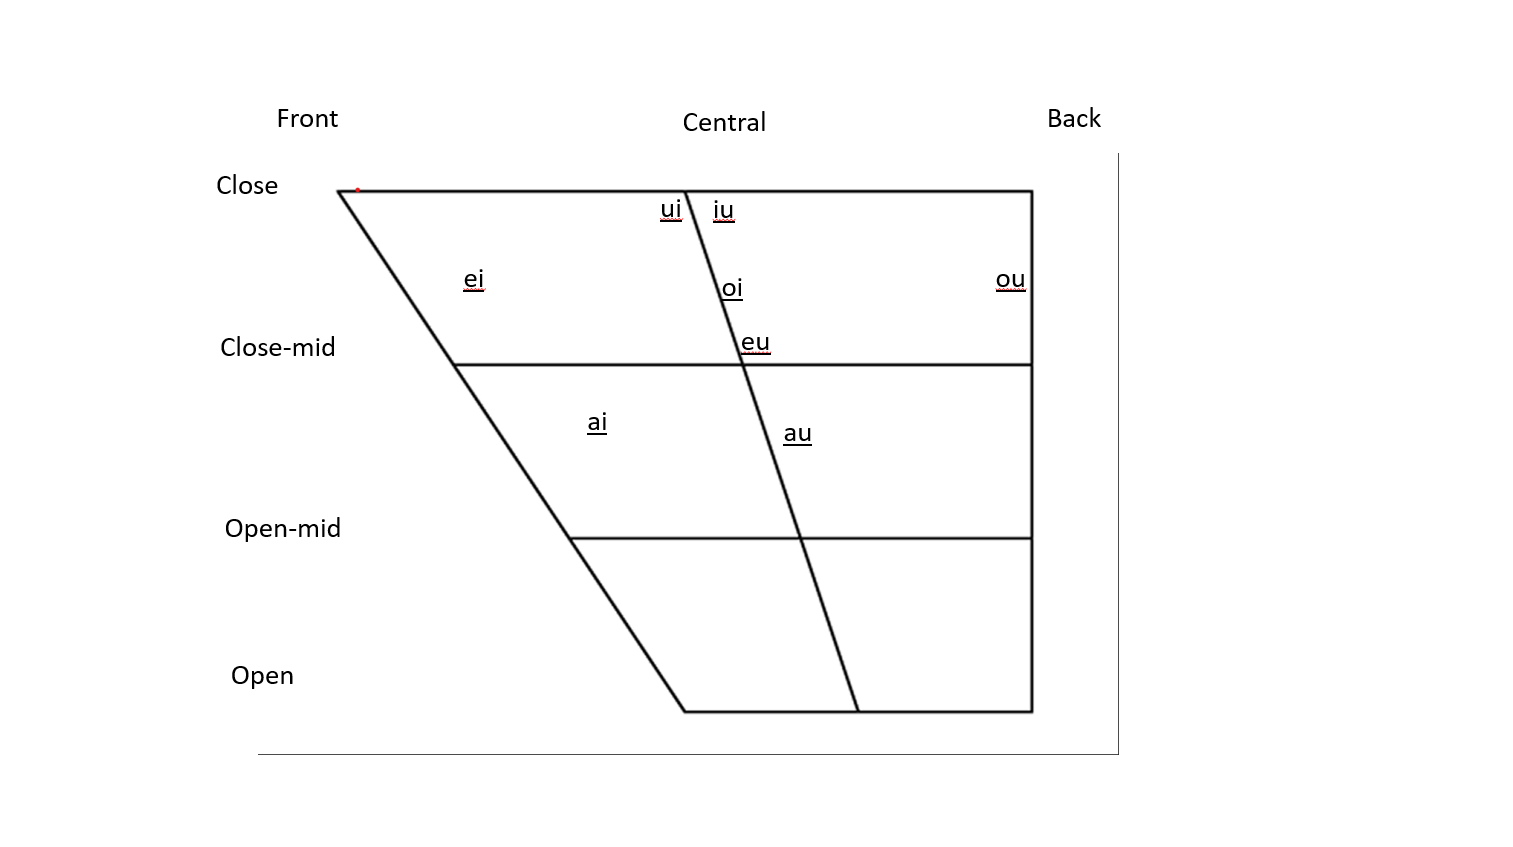 Front Central Back
Close
ui iu
ei oi ou
eu
Close-mid
ai au
Open-mid
Open